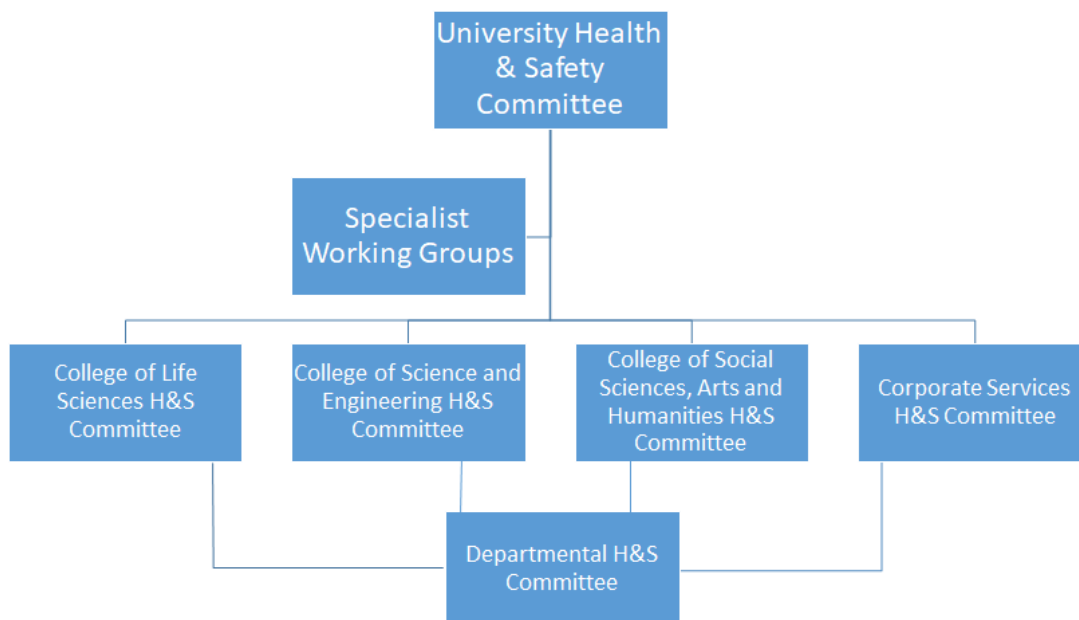 University Health
& Safety
Committee
Specialist
Working Groups
College of Life
Sciences H&S
Committee
College of Science and
Engineering H&S
Committee
College of Social
Sciences, Arts and
Humanities H&S
Committee
Corporate Services
H&S Committee
Departmental H&S
Committee